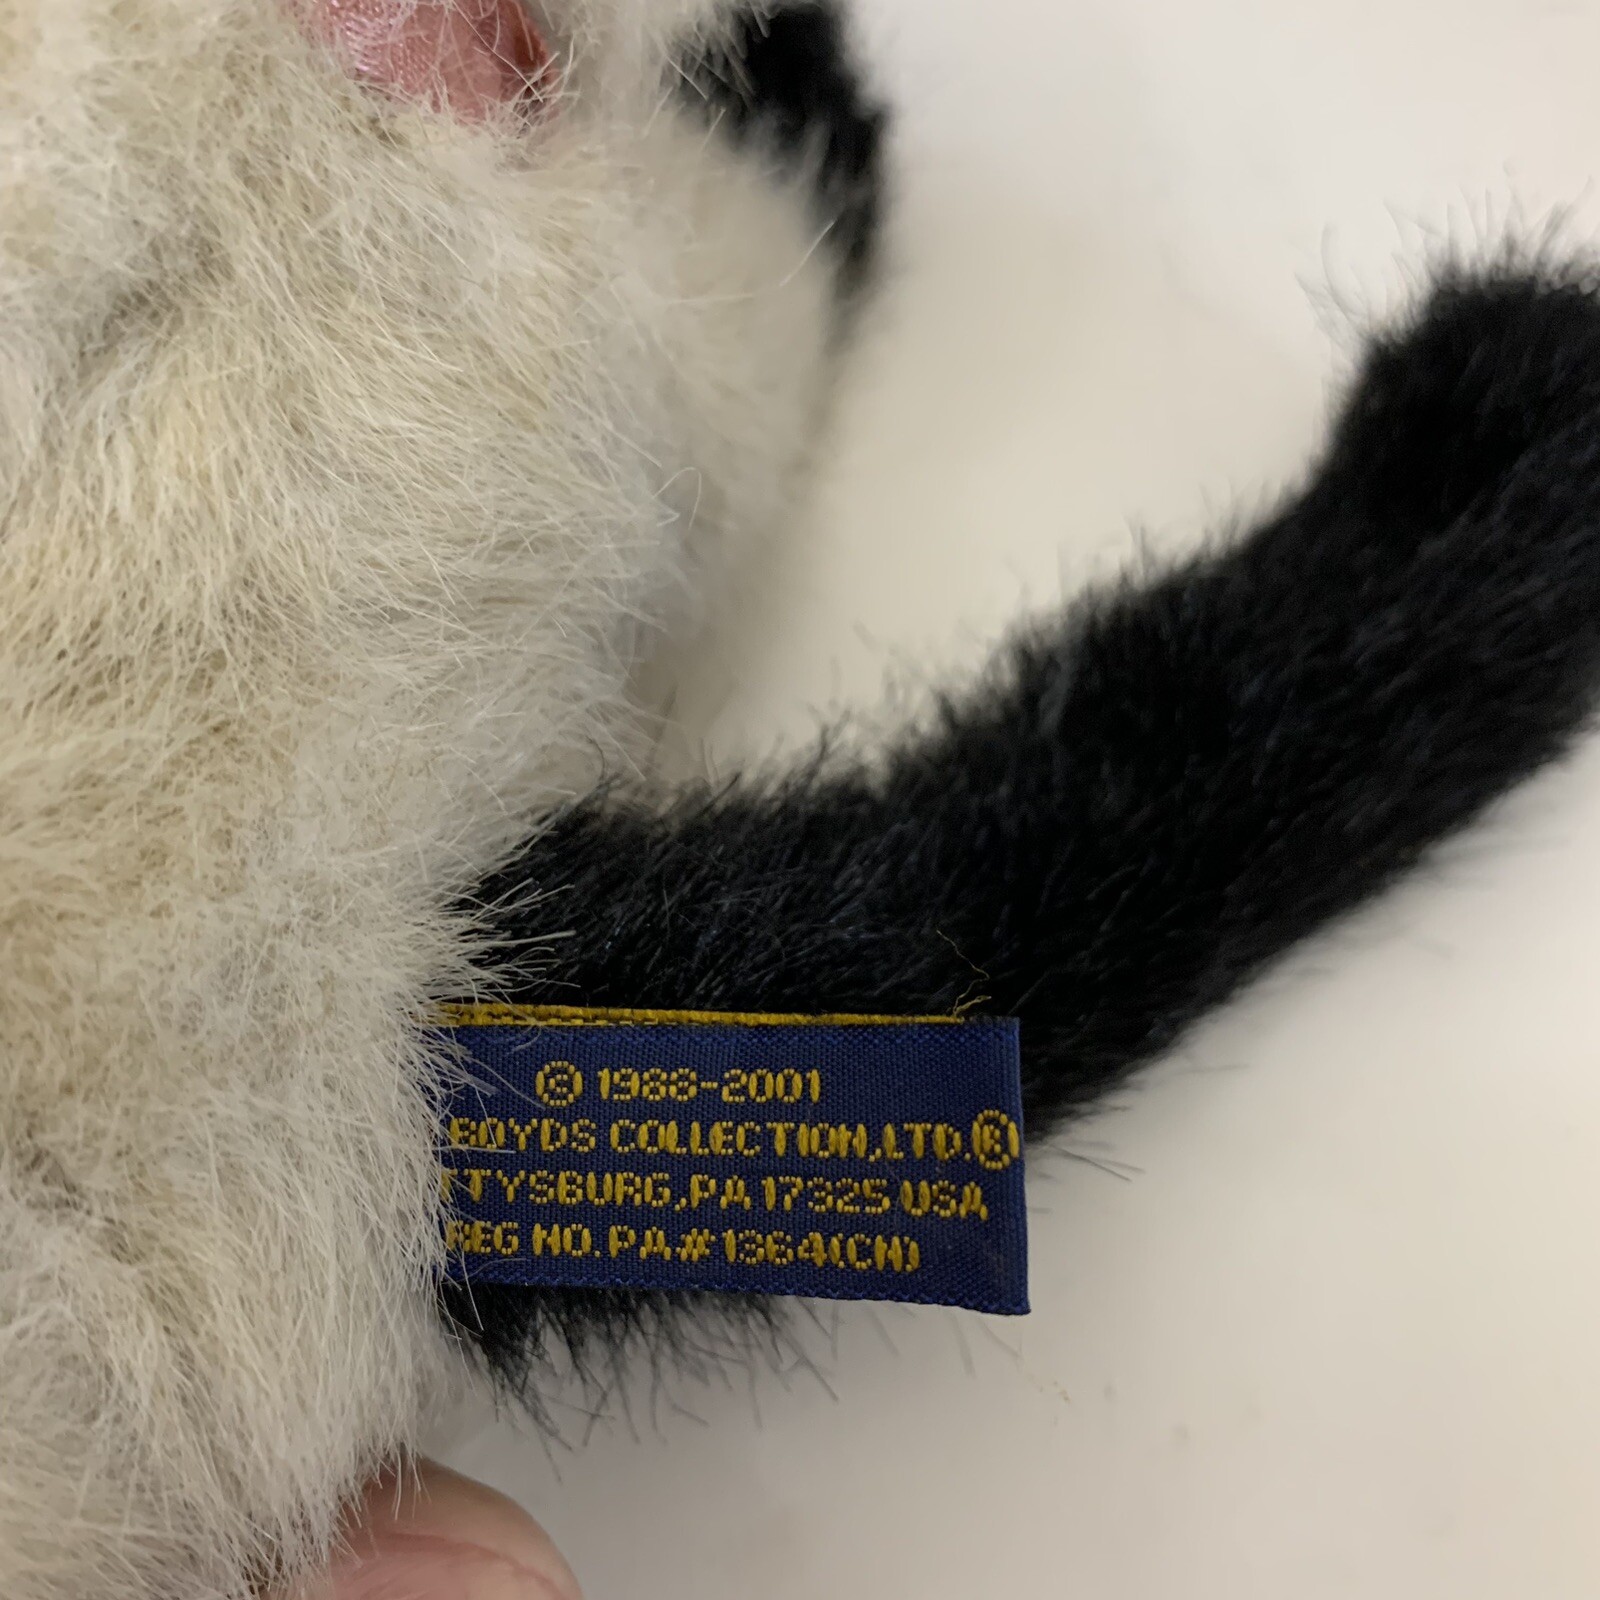 © 1988-2001
BOYDS COLLECTION,LTD.®
TTYSBURG,PA 17325 USA
REG NO. PA# 1364(CN)